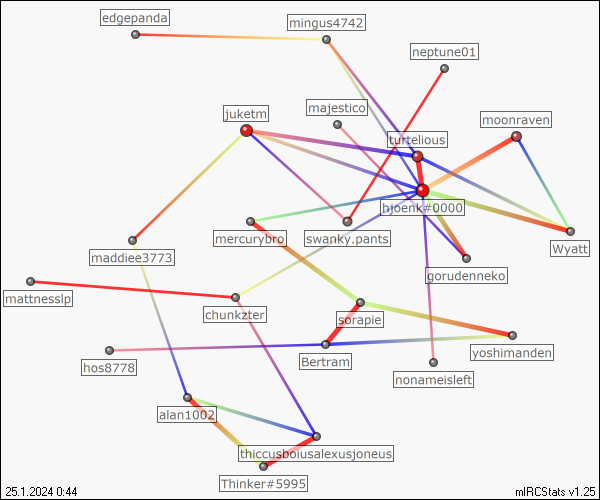 edgepanda
mingus4742
neptune01
majestico
juketm
moonraven
turtelious
hjoenk#0000
mercurybro
swanky.pants
Wyatt
maddiee3773
gorudenneko
mattnesslp
chunkzter
sorapie
yoshimanden
Bertram
hos8778
nonameisleft
alan1002
thiccusboiusalexusjoneus
Thinker#5995
25.1.2024 0:44
mIRCStats v1.25